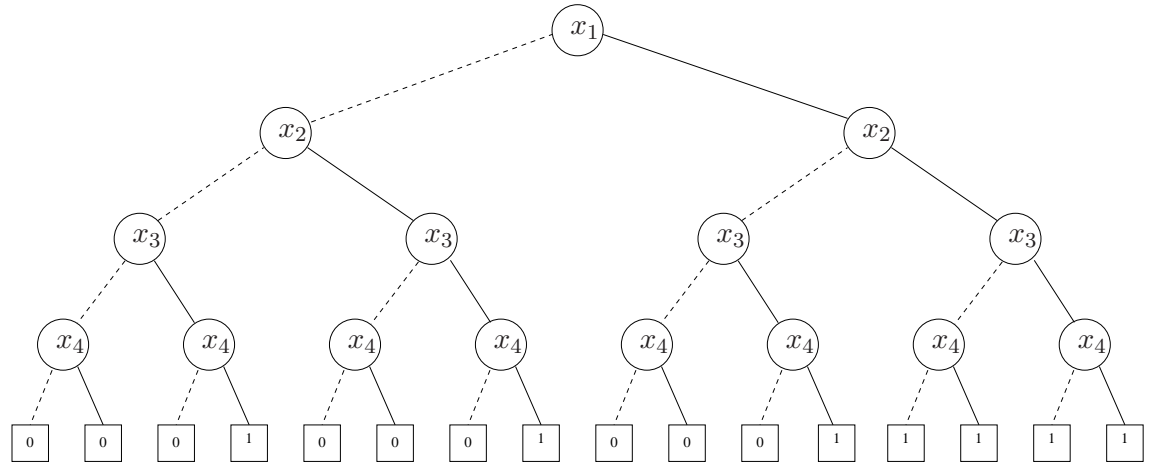 x₁
x₂ x₂
x₃ x₃ x₃ x₃
x₄ x₄ x₄ x₄ x₄ x₄ x₄ x₄
0 0 0 1 0 0 0 1 0 0 0 1 1 1 1 1